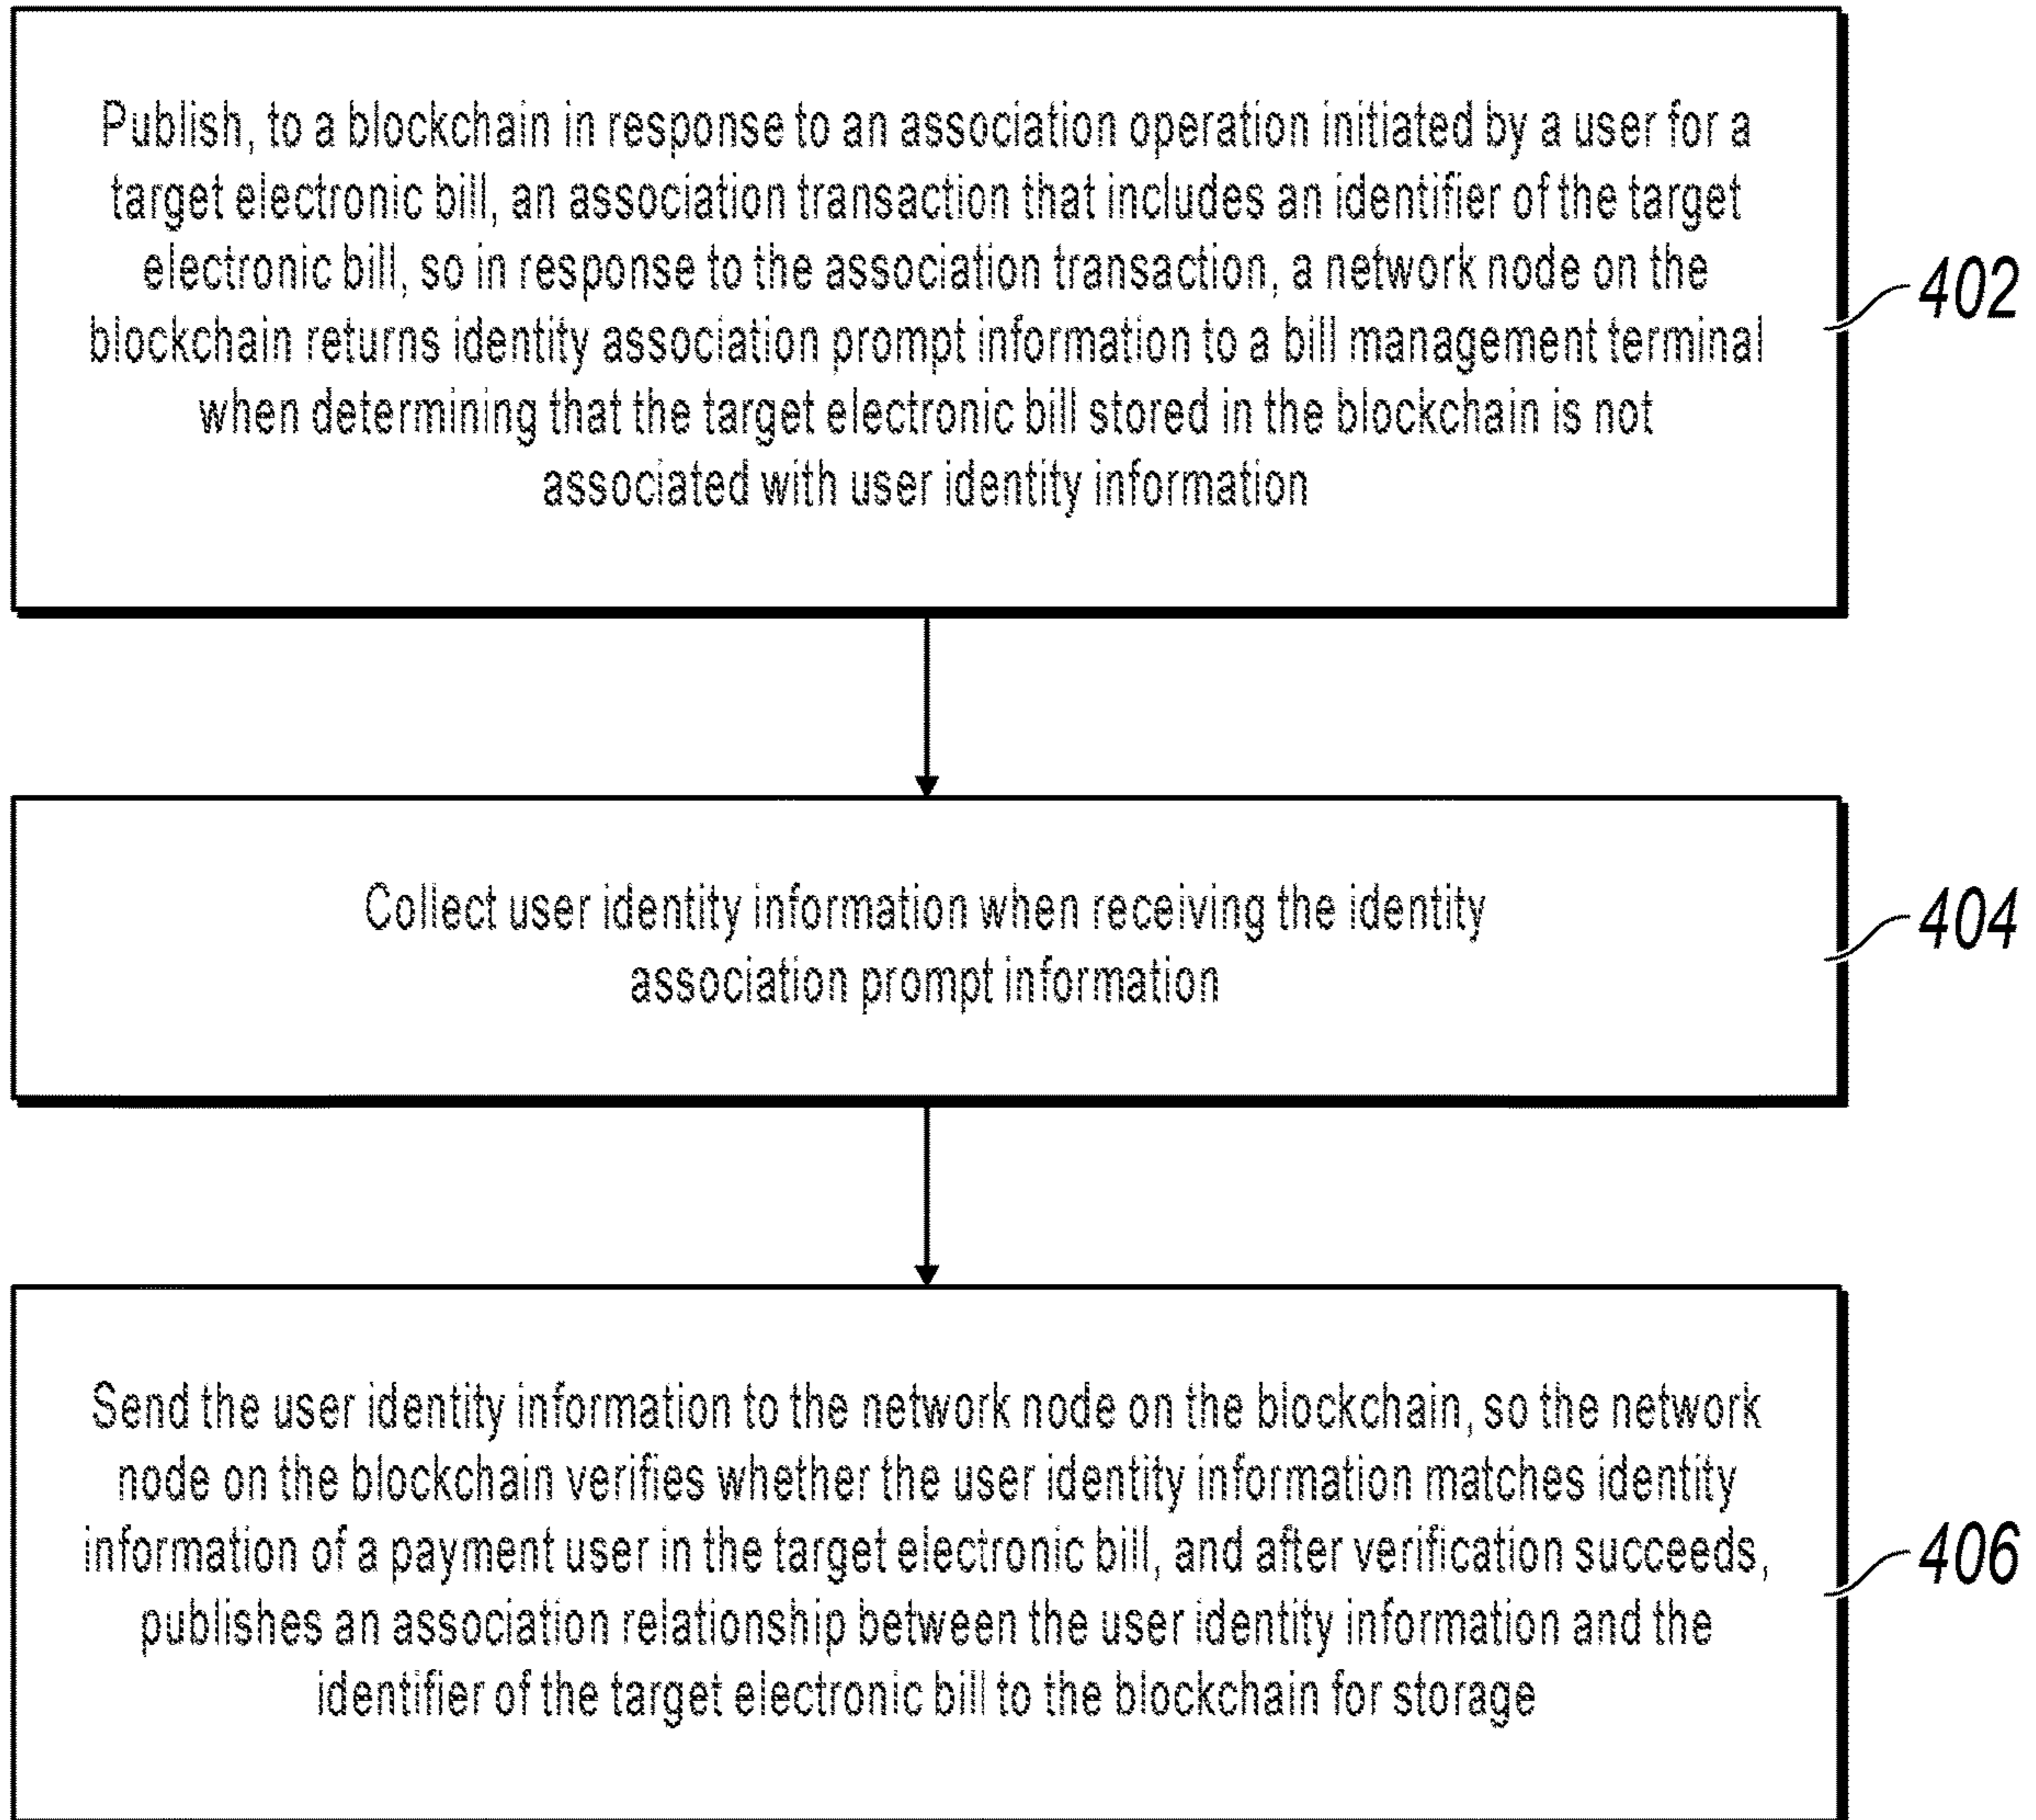 Publish, to a blockchain in response to an association operation initiated by a user for a
target electronic bill, an association transaction that includes an identifier of the target
electronic bill, so in response to the association transaction, a network node on the
blockchain returns identity association prompt information to a bill management terminal
when determining that the target electronic bill stored in the blockchain is not
associated with user identity information
402
Collect user identity information when receiving the identity
association prompt information
404
Send the user identity information to the network node on the blockchain, so the network
node on the blockchain verifies whether the user identity information matches identity
information of a payment user in the target electronic bill, and after verification succeeds,
publishes an association relationship between the user identity information and the
identifier of the target electronic bill to the blockchain for storage
406